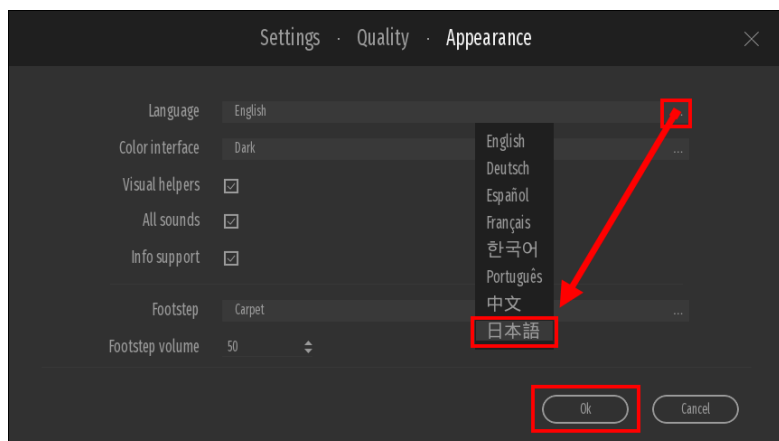 Settings · Quality · Appearance
Language English ...
Color interface Dark ...
Visual helpers
All sounds
Info support
Footstep Carpet ...
Footstep volume 50
English
Deutsch
Español
Français
한국어
Português
中文
日本語
Ok Cancel